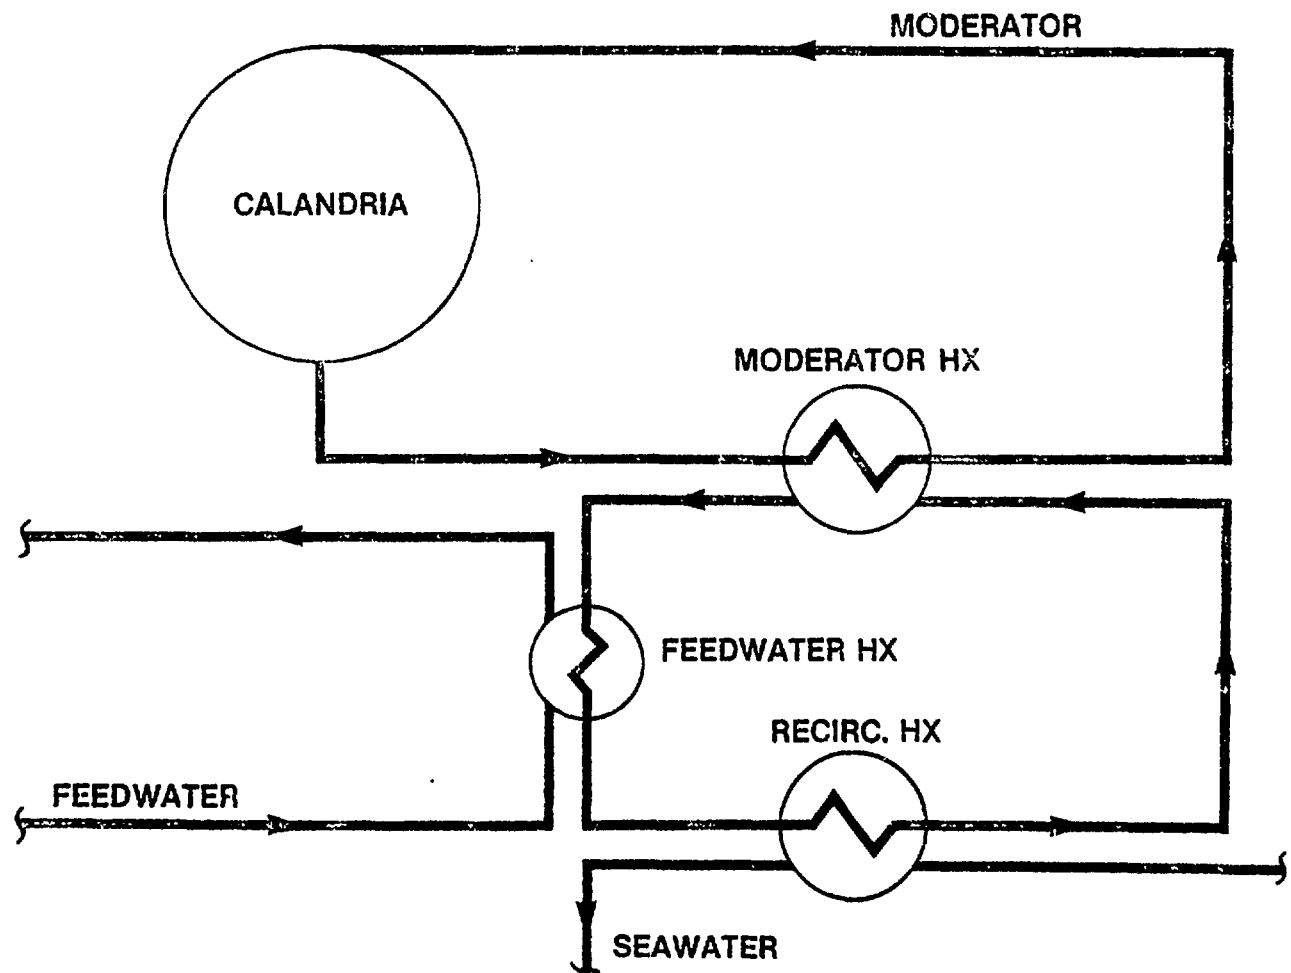 MODERATOR
CALANDRIA
MODERATOR HX
FEEDWATER HX
RECIRC. HX
FEEDWATER
SEAWATER